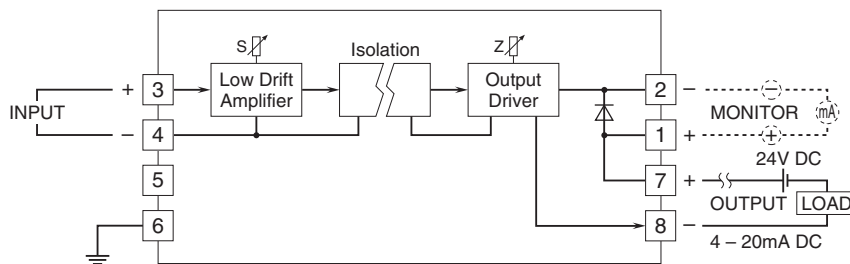 S
Isolation
Z
Low Drift
Amplifier
Output
Driver
INPUT
+ 3
− 4
5
6
2 −
MONITOR
−
mA
+
1 +
24V DC
7 +
OUTPUT
LOAD
8 −
4 – 20mA DC